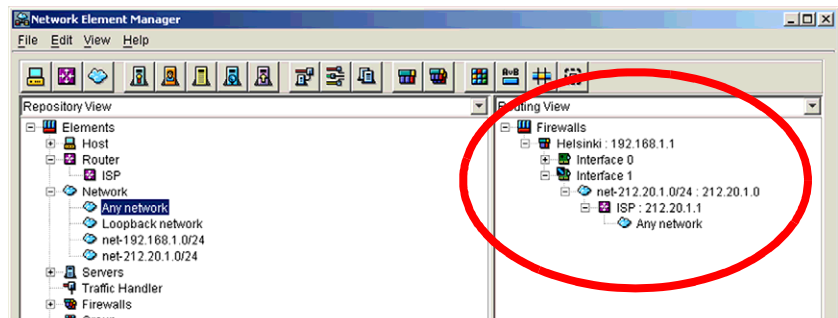 Network Element Manager
File Edit View Help
Repository View
Elements
Host
Router
ISP
Network
Any network
Loopback network
net-192.168.1.0/24
net-212.20.1.0/24
Servers
Traffic Handler
Firewalls
Group
Routing View
Firewalls
Helsinki : 192.168.1.1
Interface 0
Interface 1
net-212.20.1.0/24 : 212.20.1.0
ISP : 212.20.1.1
Any network